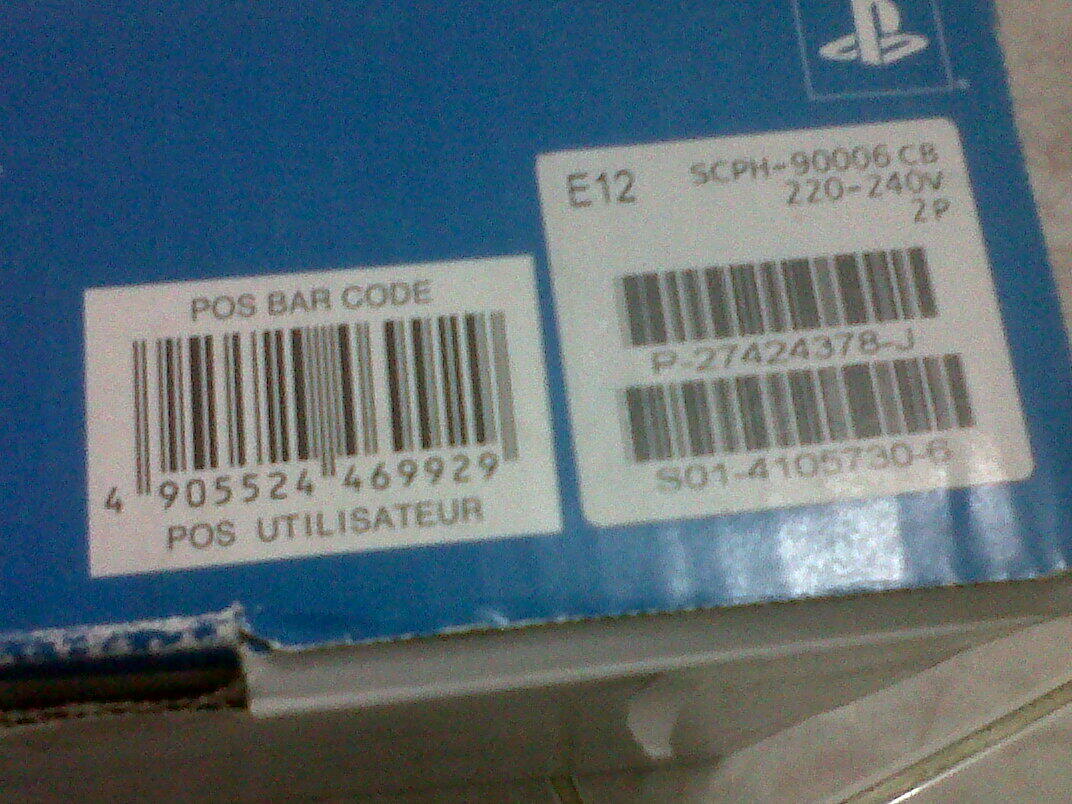 E12
SCPH-90006 CB
220-240V
2P
P-27424378-J
S01-4105730-6
POS BAR CODE
4 905524 469929
POS UTILISATEUR